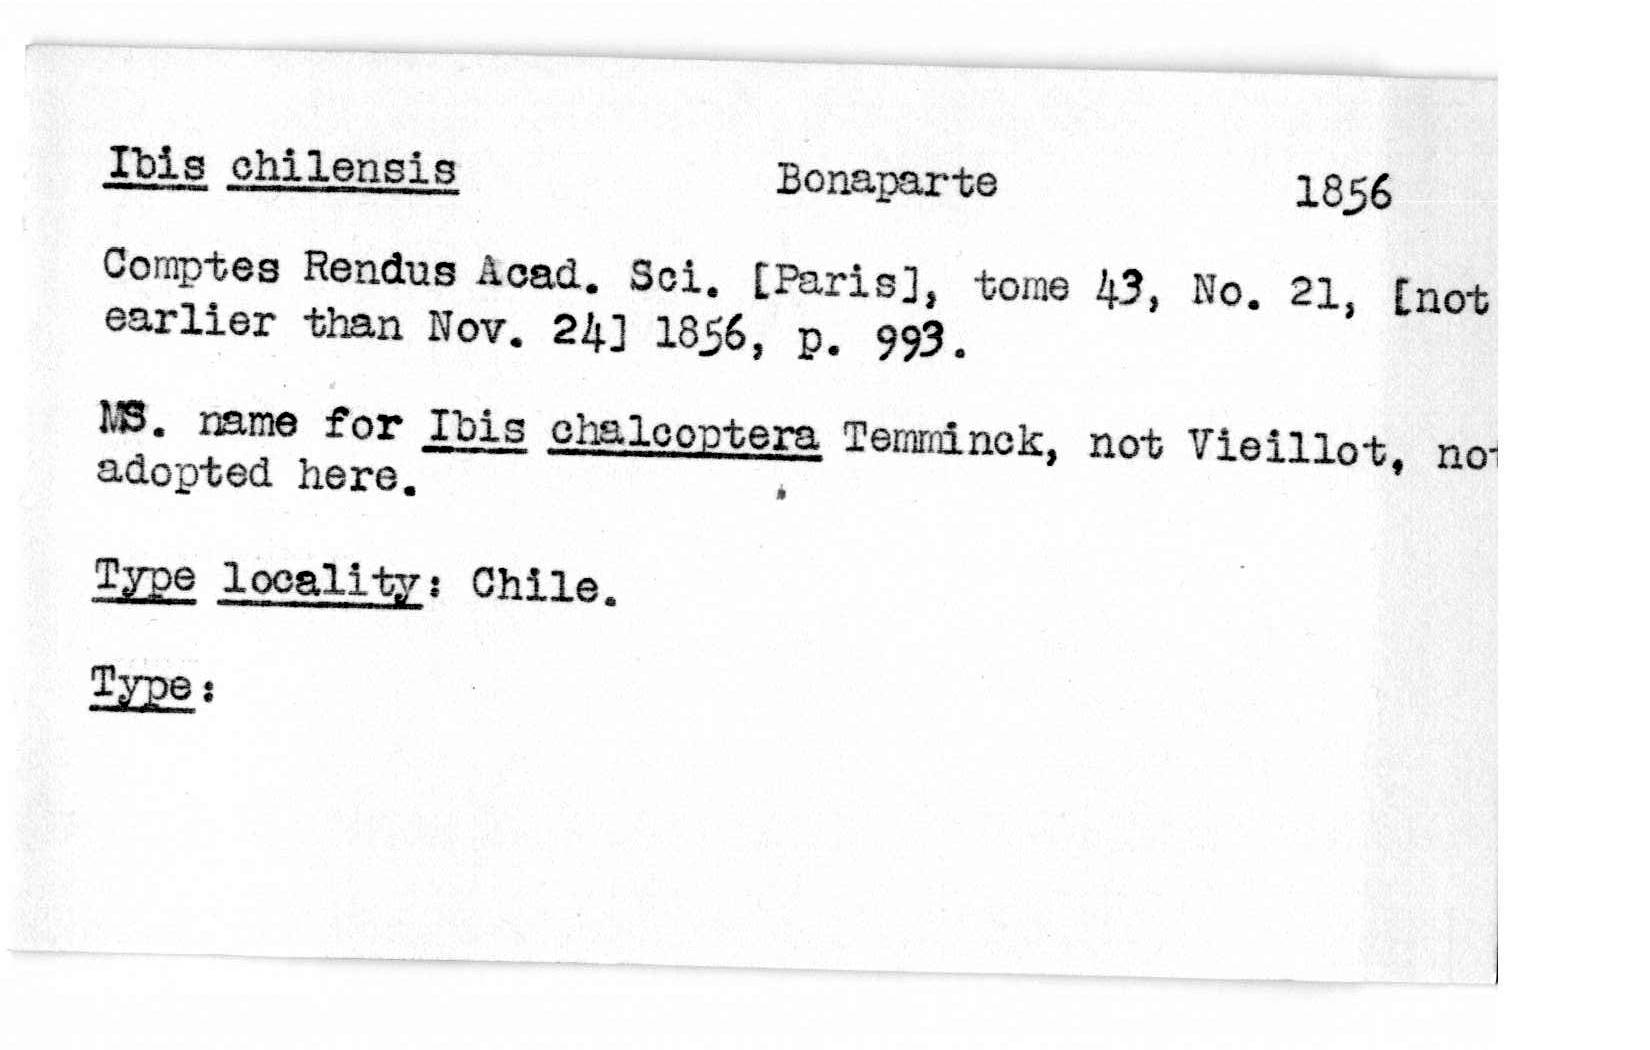 Ibis chilensis Bonaparte 1856
Comptes Rendus Acad. Sci. [Paris], tome 43, No. 21, [not
earlier than Nov. 24] 1856, p. 993.
MS. name for Ibis chalcoptera Temminck, not Vieillot, not
adopted here.
Type locality: Chile.
Type: